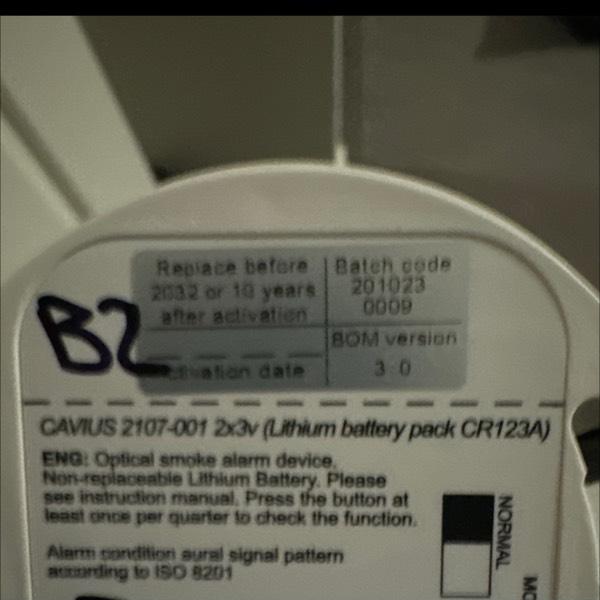 Replace before
2032 or 10 years
after activation
Batch code
201023
0009
BOM version
3.0
B2
Activation date
CAVIUS 2107-001 2x3v (Lithium battery pack CR123A)
ENG: Optical smoke alarm device.
Non-replaceable Lithium Battery. Please
see instruction manual. Press the button at
least once per quarter to check the function.
Alarm condition aural signal pattern
according to ISO 8201
NORMAL